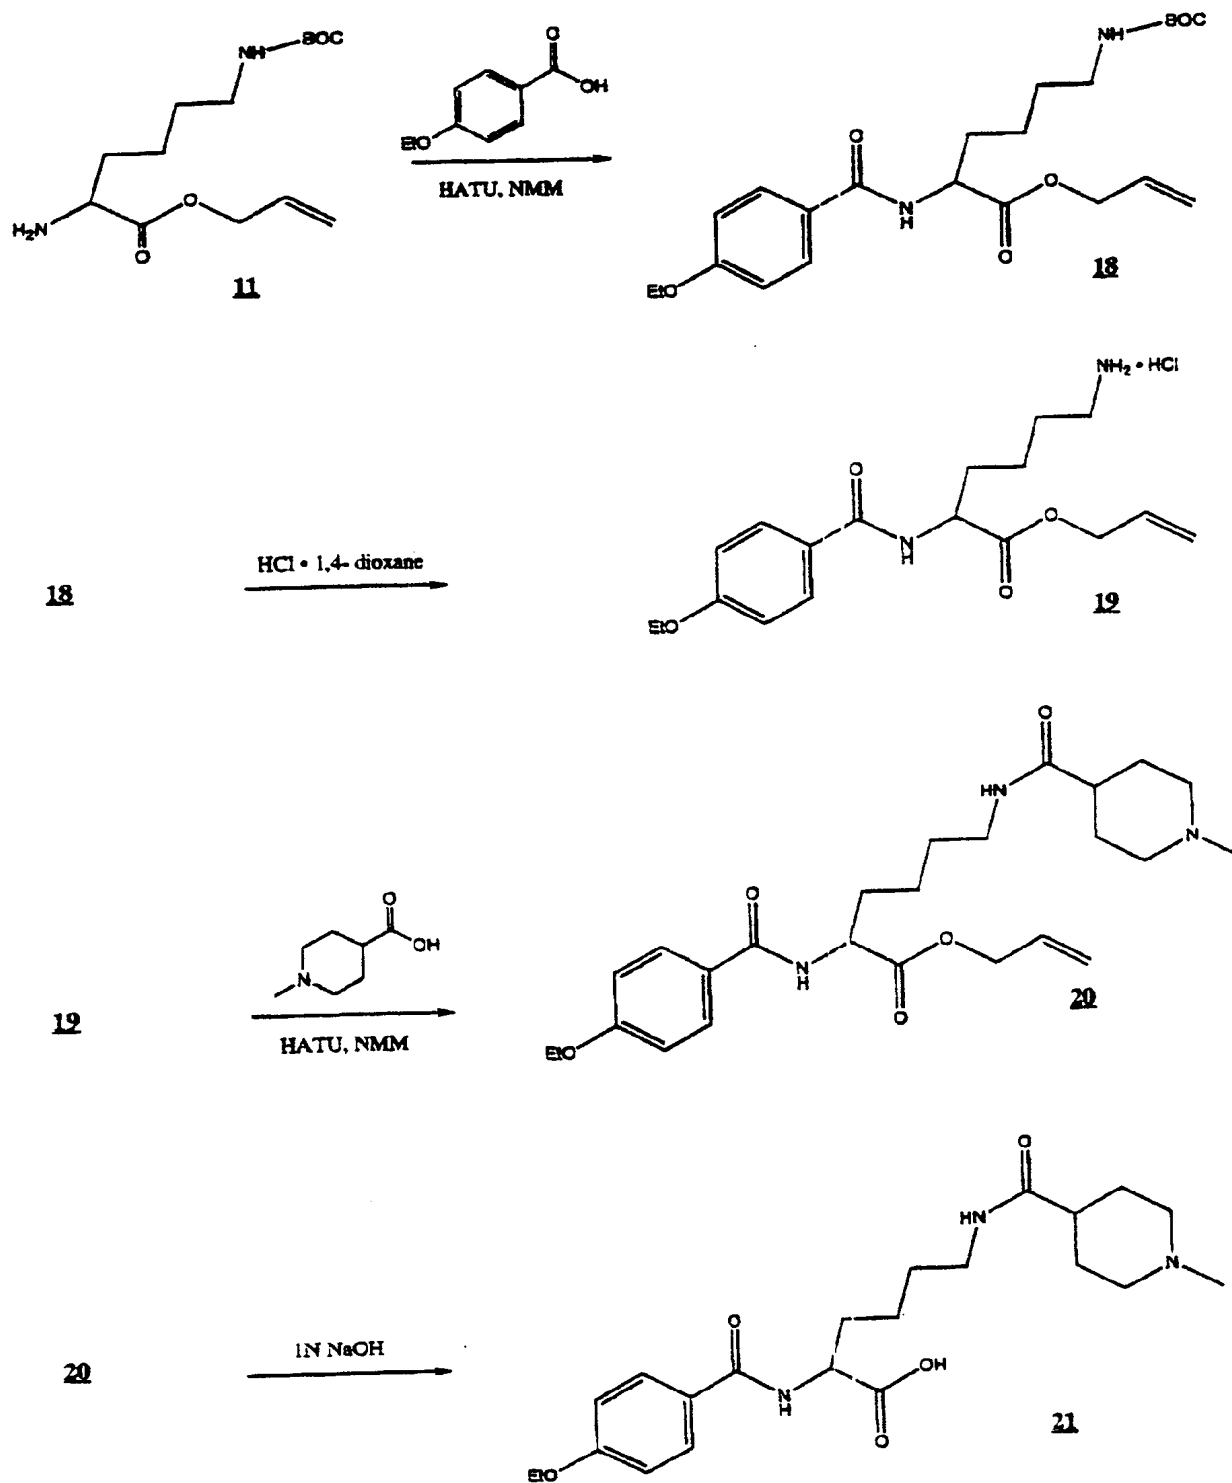 NH BOC
O
OH
EtO
HATU, NMM
H₂N
O
O
11
NH BOC
O
O
N
H
O
EtO
18
18
HCl • 1,4- dioxane
NH₂ • HCl
O
O
N
H
O
EtO
19
19
O
OH
N
HATU, NMM
O
HN
N
O
O
N
H
O
EtO
20
20
1N NaOH
O
HN
N
O
OH
N
H
O
EtO
21